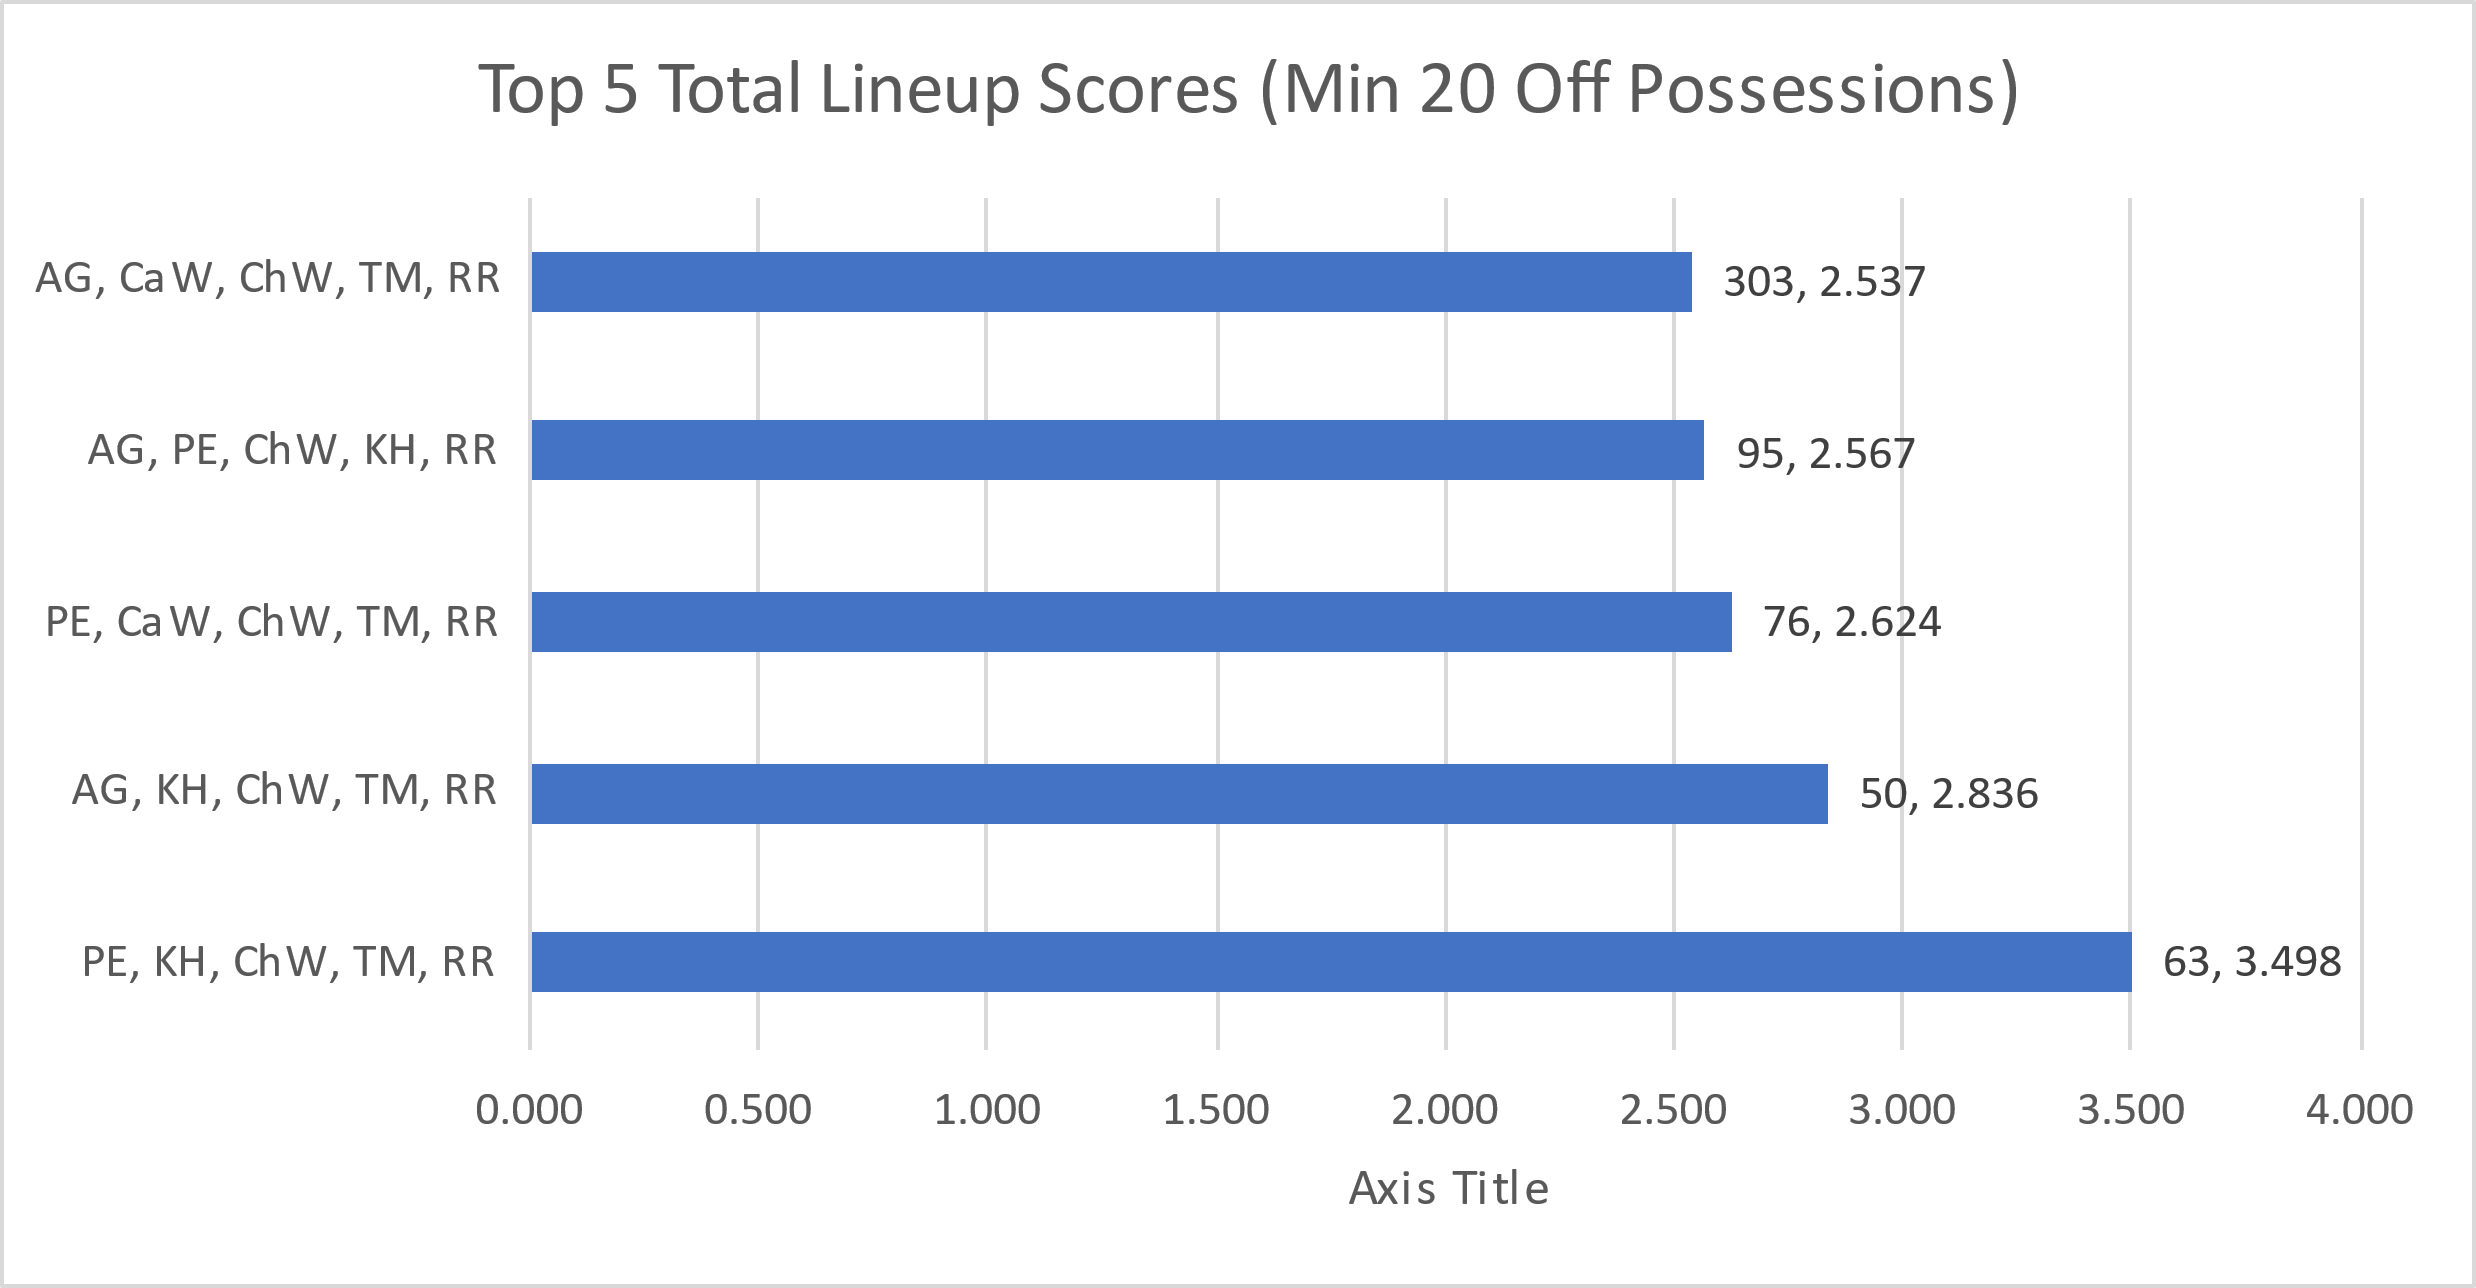 Top 5 Total Lineup Scores (Min 20 Off Possessions)
AG, CaW, ChW, TM, RR
303, 2.537
AG, PE, ChW, KH, RR
95, 2.567
PE, CaW, ChW, TM, RR
76, 2.624
AG, KH, ChW, TM, RR
50, 2.836
PE, KH, ChW, TM, RR
63, 3.498
0.000 0.500 1.000 1.500 2.000 2.500 3.000 3.500 4.000
Axis Title